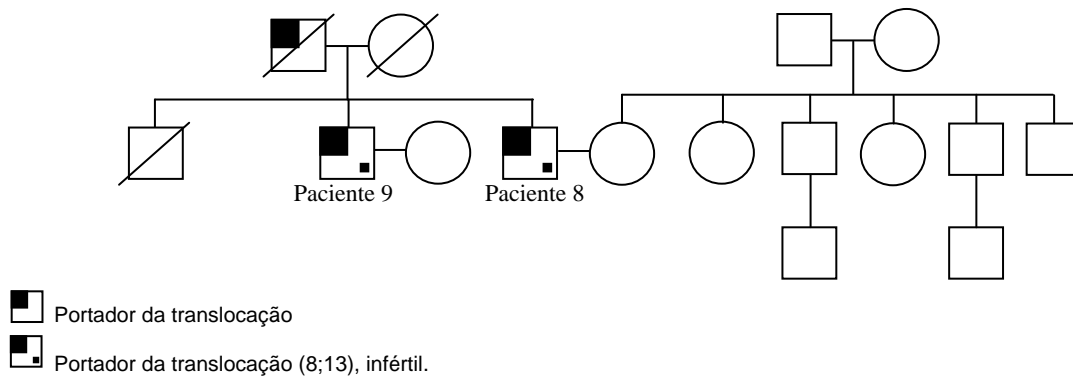 Paciente 9
Paciente 8
Portador da translocação
Portador da translocação (8;13), infértil.